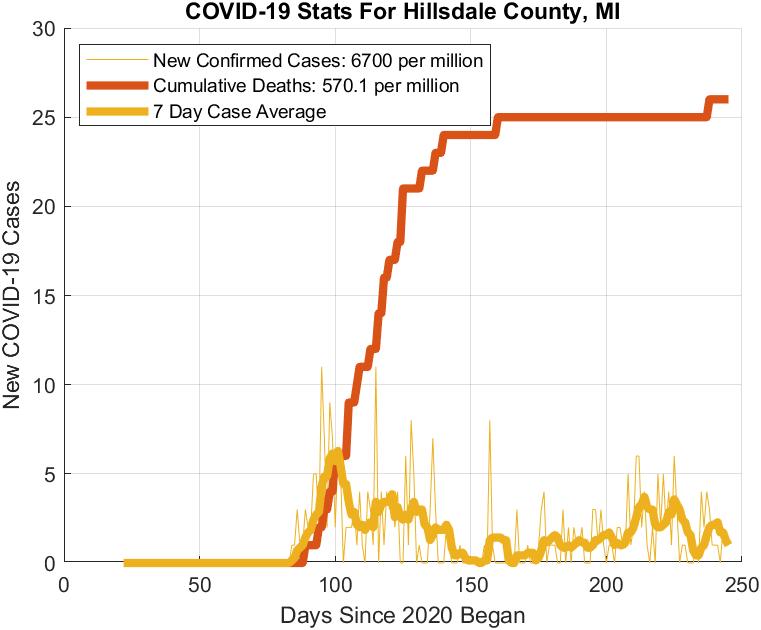 COVID-19 Stats For Hillsdale County, MI
30
25
20
15
10
5
0
New COVID-19 Cases
New Confirmed Cases: 6700 per million
Cumulative Deaths: 570.1 per million
7 Day Case Average
0 50 100 150 200 250
Days Since 2020 Began